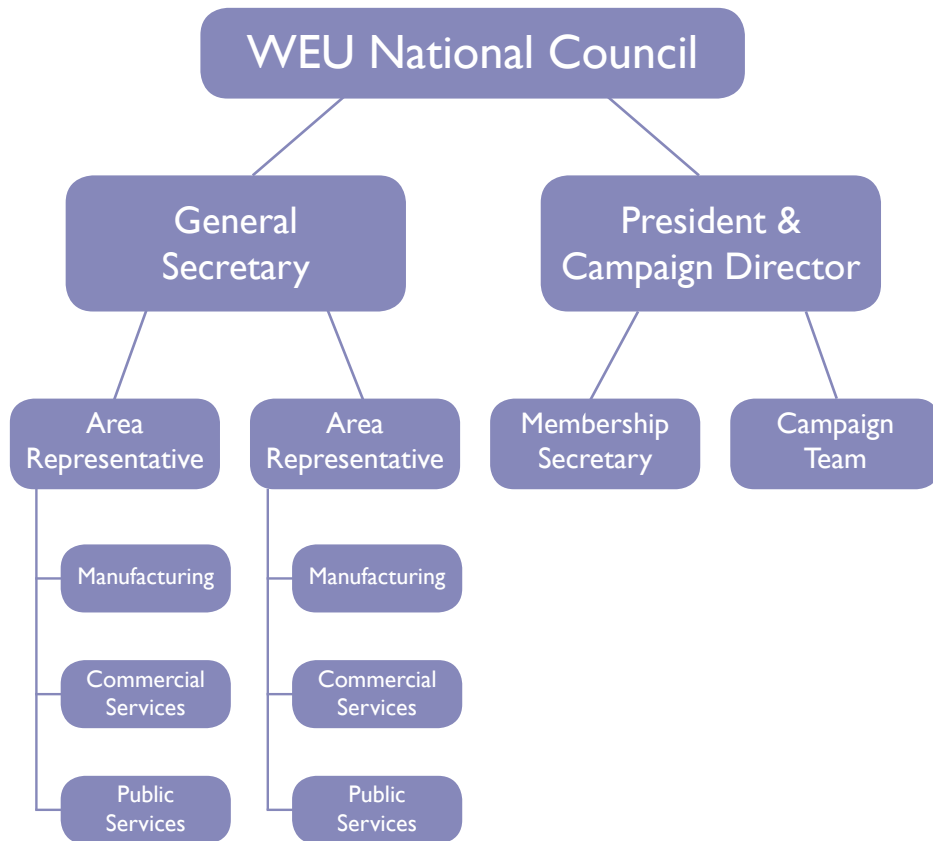 WEU National Council
General
Secretary
President &
Campaign Director
Area
Representative
Area
Representative
Membership
Secretary
Campaign
Team
Manufacturing
Manufacturing
Commercial
Services
Commercial
Services
Public
Services
Public
Services